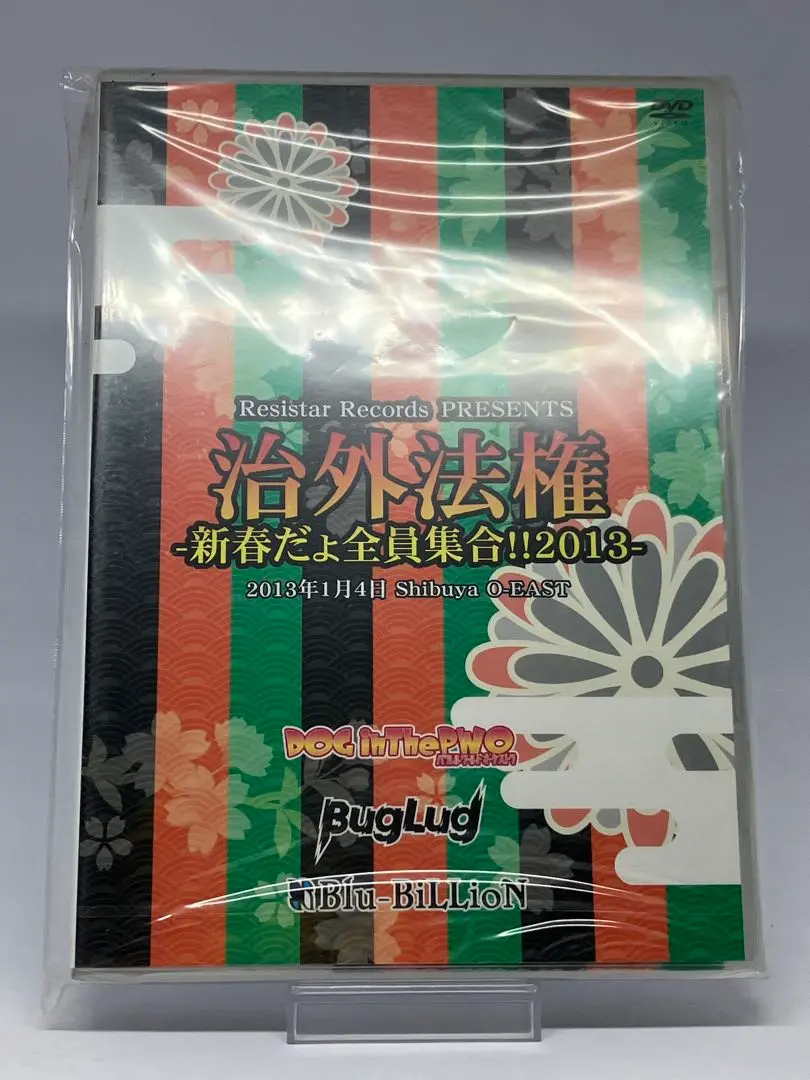 DVD
VIDEO
Resistar Records PRESENTS
治外法権
-新春だょ全員集合!!2013-
2013年1月4日 Shibuya O-EAST
DOG inThePWO
BugLug
Blu-BiLLioN